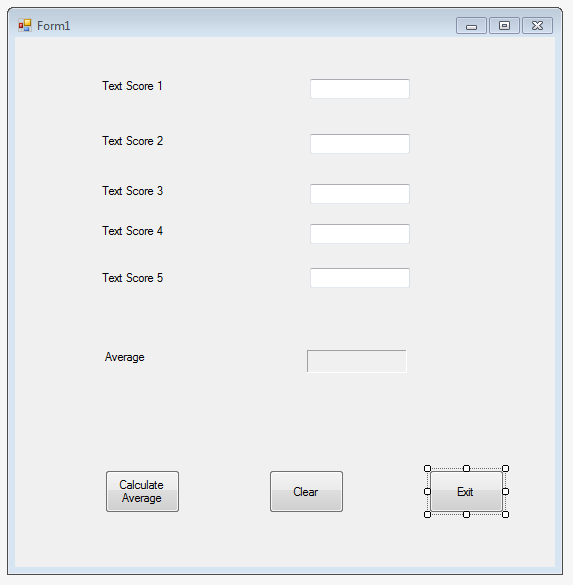 Form1
Text Score 1
Text Score 2
Text Score 3
Text Score 4
Text Score 5
Average
Calculate
Average
Clear
Exit